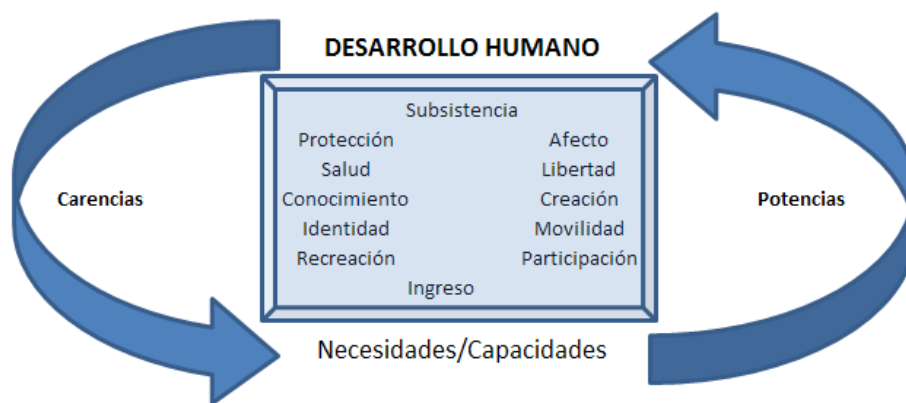 DESARROLLO HUMANO
Subsistencia
Protección Afecto
Salud Libertad
Carencias Conocimiento Creación Potencias
Identidad Movilidad
Recreación Participación
Ingreso
Necesidades/Capacidades